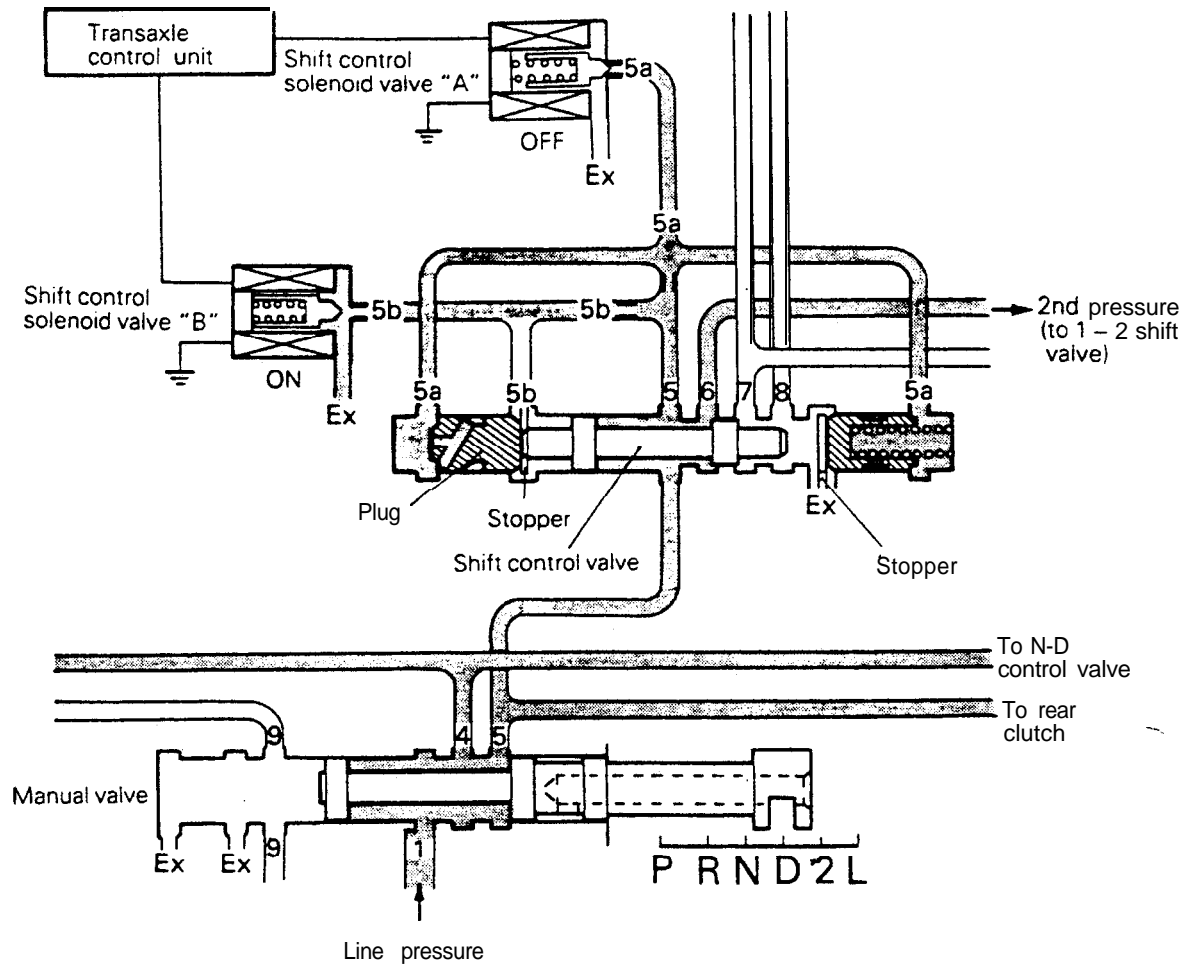 Transaxle
control unit
Shift control
solenoid valve "A"
5a
OFF
Ex
5a
Shift control
solenoid valve "B"
5b
5b
2nd pressure
(to 1 – 2 shift
valve)
ON
Ex
5a
5b
5
6
7
8
5a
Plug
Stopper
Ex
Shift control valve
Stopper
To N-D
control valve
To rear
clutch
9
4
5
Manual valve
Ex
Ex
9
1
P R N D 2 L
Line pressure